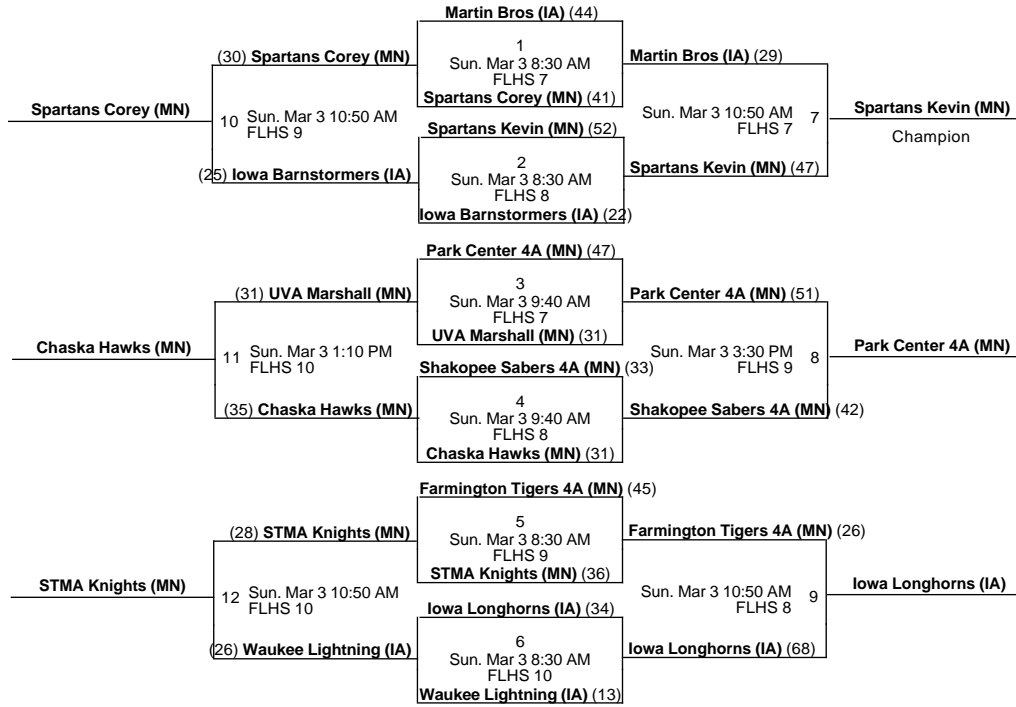 Martin Bros (IA) (44)
(30) Spartans Corey (MN)
1
Sun. Mar 3 8:30 AM
FLHS 7
Martin Bros (IA) (29)
Spartans Corey (MN) (41)
Spartans Corey (MN)
10 Sun. Mar 3 10:50 AM
FLHS 9
Sun. Mar 3 10:50 AM 7
FLHS 7
Spartans Kevin (MN)
Champion
Spartans Kevin (MN) (52)
(25) Iowa Barnstormers (IA)
2
Sun. Mar 3 8:30 AM
FLHS 8
Spartans Kevin (MN) (47)
Iowa Barnstormers (IA) (22)
Park Center 4A (MN) (47)
(31) UVA Marshall (MN)
3
Sun. Mar 3 9:40 AM
FLHS 7
Park Center 4A (MN) (51)
UVA Marshall (MN) (31)
Chaska Hawks (MN)
11 Sun. Mar 3 1:10 PM
FLHS 10
Sun. Mar 3 3:30 PM 8
FLHS 9
Park Center 4A (MN)
Shakopee Sabers 4A (MN) (33)
(35) Chaska Hawks (MN)
4
Sun. Mar 3 9:40 AM
FLHS 8
Shakopee Sabers 4A (MN) (42)
Chaska Hawks (MN) (31)
Farmington Tigers 4A (MN) (45)
(28) STMA Knights (MN)
5
Sun. Mar 3 8:30 AM
FLHS 9
Farmington Tigers 4A (MN) (26)
STMA Knights (MN) (36)
STMA Knights (MN)
12 Sun. Mar 3 10:50 AM
FLHS 10
Sun. Mar 3 10:50 AM 9
FLHS 8
Iowa Longhorns (IA)
Iowa Longhorns (IA) (34)
(26) Waukee Lightning (IA)
6
Sun. Mar 3 8:30 AM
FLHS 10
Iowa Longhorns (IA) (68)
Waukee Lightning (IA) (13)